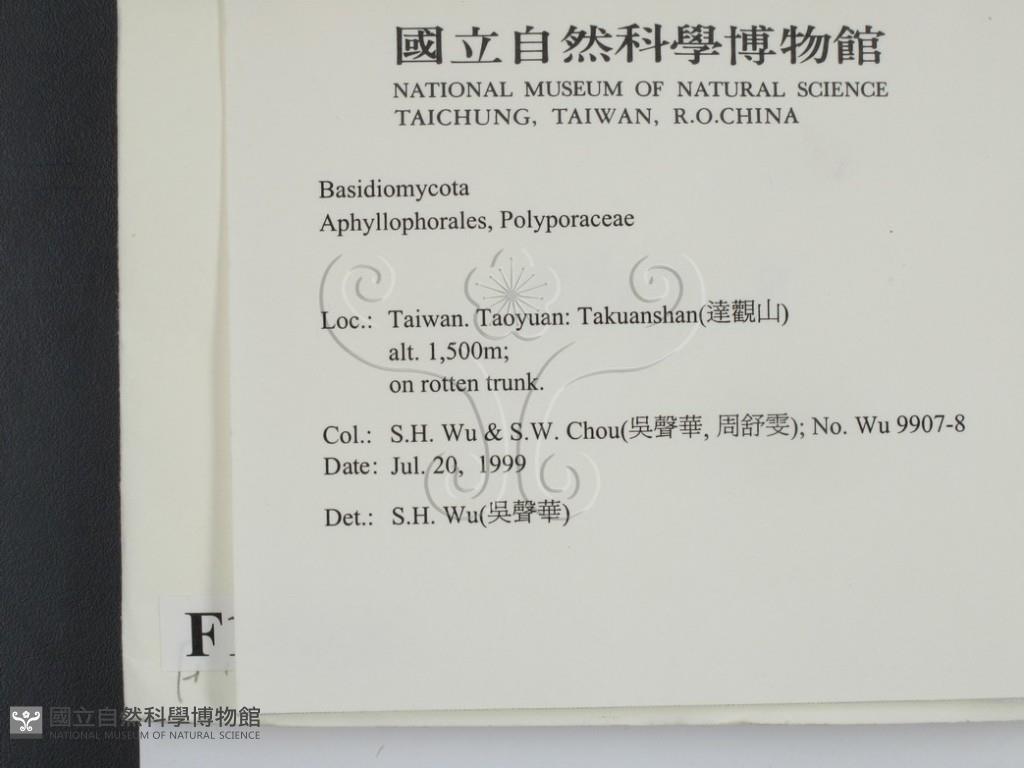 國立自然科學博物館
NATIONAL MUSEUM OF NATURAL SCIENCE
TAICHUNG, TAIWAN, R.O.CHINA
Basidiomycota
Aphyllophorales, Polyporaceae
Loc.: Taiwan. Taoyuan: Takuanshan(達觀山)
alt. 1,500m;
on rotten trunk.
Col.: S.H. Wu & S.W. Chou(吳聲華, 周舒雯); No. Wu 9907-8
Date: Jul. 20, 1999
Det.: S.H. Wu(吳聲華)
國立自然科學博物館
NATIONAL MUSEUM OF NATURAL SCIENCE